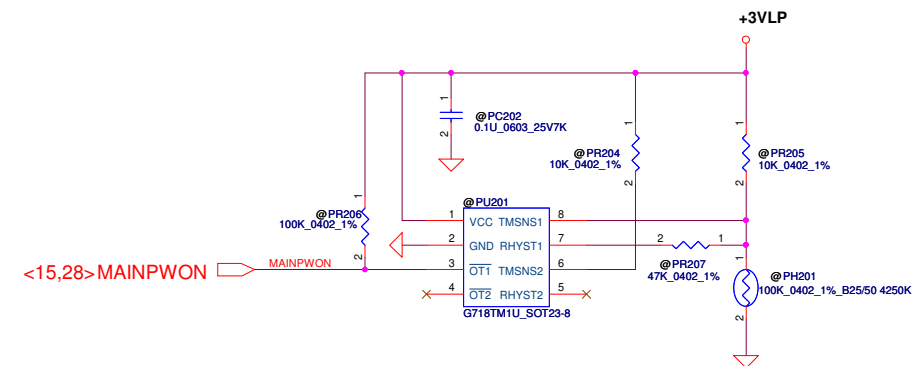 +3VLP
1
@PC202
0.1U_0603_25V7K
2
1
@PR204
10K_0402_1%
2
1
@PR205
10K_0402_1%
2
1
@PR206
100K_0402_1%
2
@PU201
1 VCC TMSNS1 8
2 GND RHYST1 7
3 OT1 TMSNS2 6
4 OT2 RHYST2 5
G718TM1U_SOT23-8
<15,28>MAINPWON
MAINPWON
2 1
@PR207
47K_0402_1%
1
@PH201
100K_0402_1%_B25/50 4250K
2